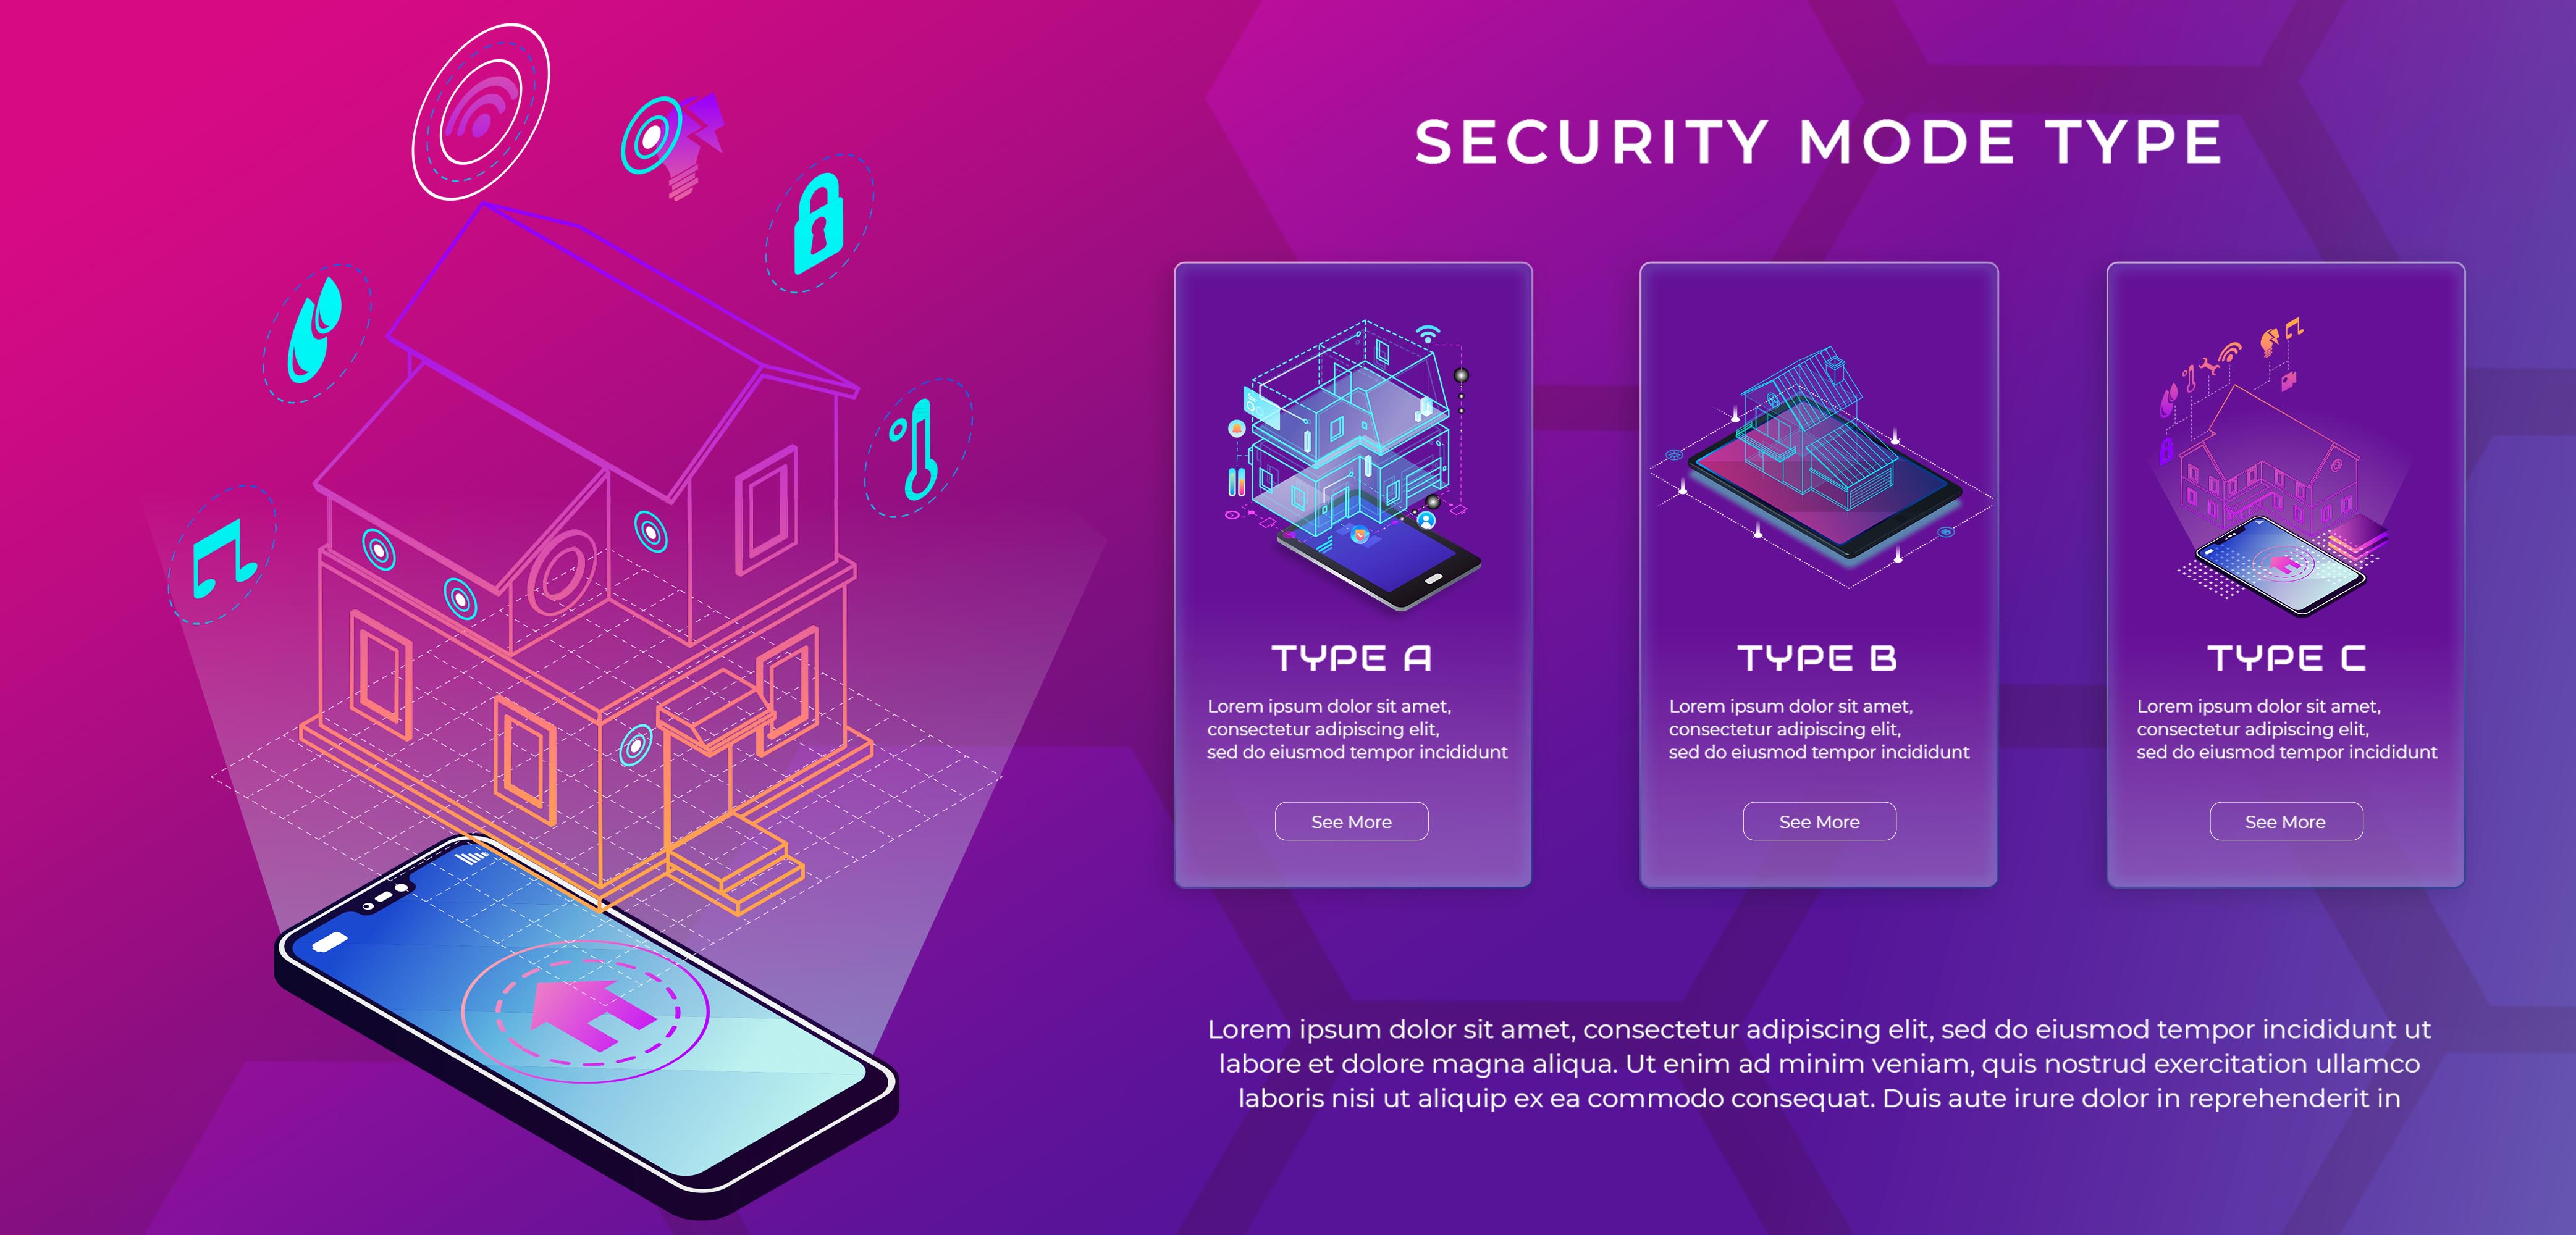 SECURITY MODE TYPE
TYPE A
Lorem ipsum dolor sit amet,
consectetur adipiscing elit,
sed do eiusmod tempor incididunt
See More
TYPE B
Lorem ipsum dolor sit amet,
consectetur adipiscing elit,
sed do eiusmod tempor incididunt
See More
TYPE C
Lorem ipsum dolor sit amet,
consectetur adipiscing elit,
sed do eiusmod tempor incididunt
See More
Lorem ipsum dolor sit amet, consectetur adipiscing elit, sed do eiusmod tempor incididunt ut
labore et dolore magna aliqua. Ut enim ad minim veniam, quis nostrud exercitation ullamco
laboris nisi ut aliquip ex ea commodo consequat. Duis aute irure dolor in reprehenderit in